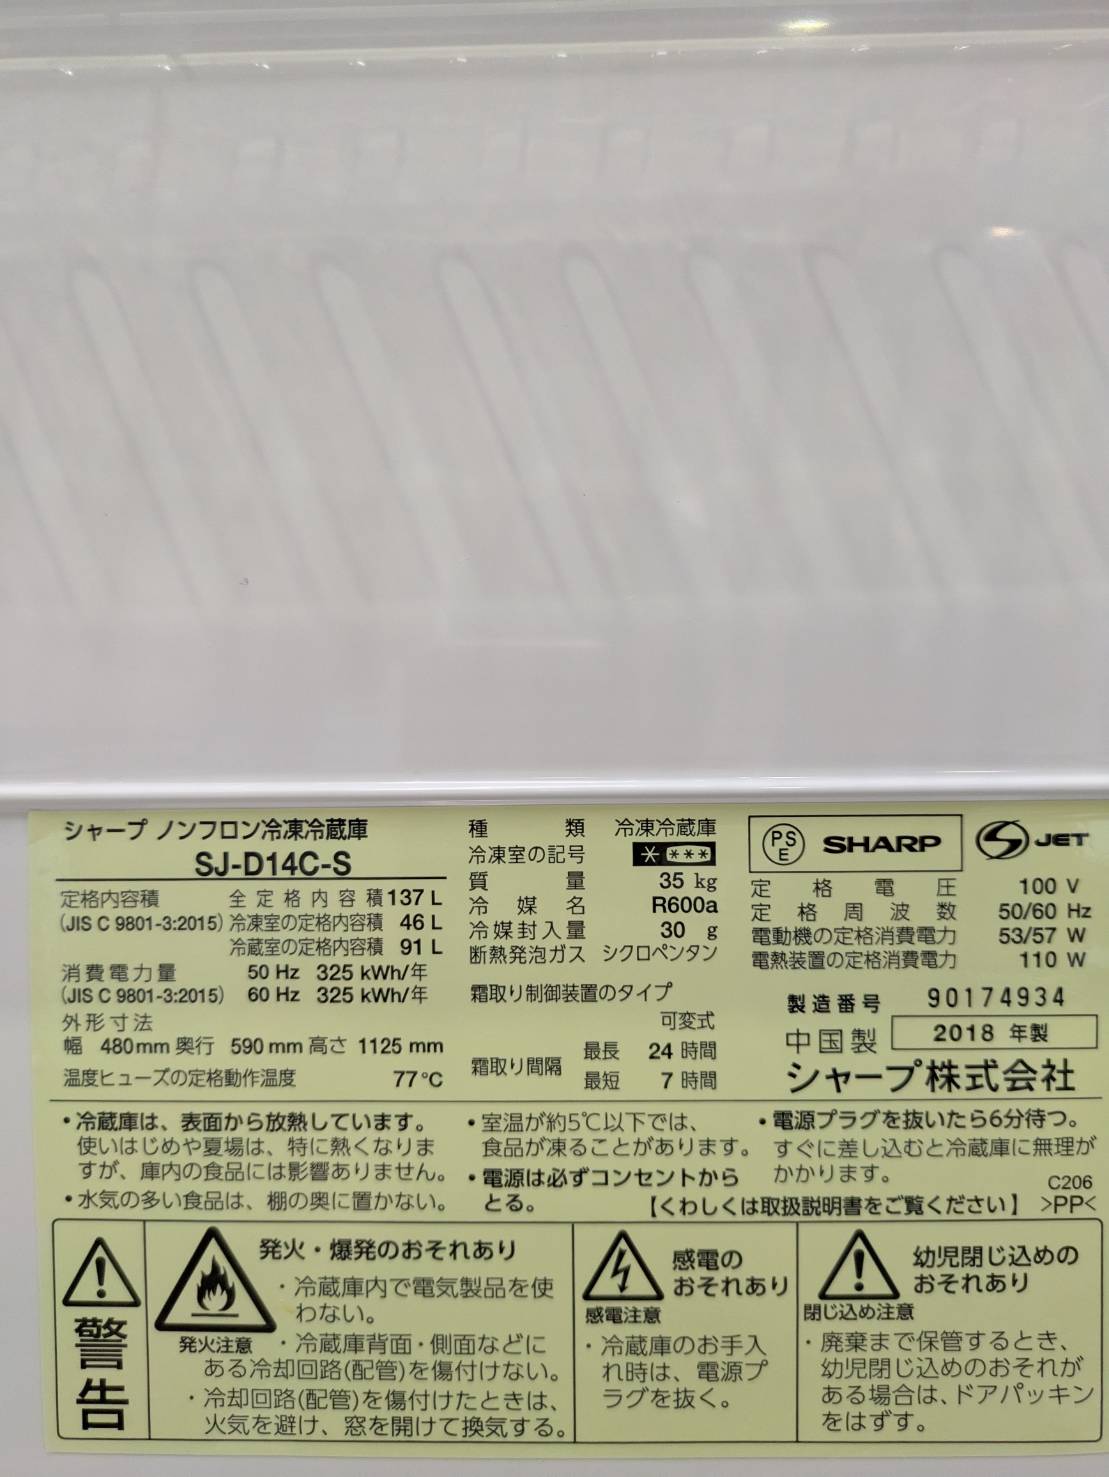 シャープ ノンフロン冷凍冷蔵庫
SJ-D14C-S
定格内容積 全定格内容積 137 L
(JIS C 9801-3:2015) 冷凍室の定格内容積 46 L
冷蔵室の定格内容積 91 L
消費電力量 50 Hz 325 kWh/年
(JIS C 9801-3:2015) 60 Hz 325 kWh/年
外形寸法
幅 480mm 奥行 590mm 高さ 1125 mm
温度ヒューズの定格動作温度 77℃
種類 冷凍冷蔵庫
冷凍室の記号 * ***
質量 35 kg
冷媒名 R600a
冷媒封入量 30 g
断熱発泡ガス シクロペンタン
霜取り制御装置のタイプ
可変式
霜取り間隔 最長 24 時間
最短 7 時間
PS E SHARP JET
定格電圧 100 V
定格周波数 50/60 Hz
電動機の定格消費電力 53/57 W
電熱装置の定格消費電力 110 W
製造番号 90174934
中国製 2018 年製
シャープ株式会社
・冷蔵庫は、表面から放熱しています。
使いはじめや夏場は、特に熱くなりま
すが、庫内の食品には影響ありません。
・水気の多い食品は、棚の奥に置かない。
・室温が約5℃以下では、
食品が凍ることがあります。
・電源は必ずコンセントから
とる。
・電源プラグを抜いたら6分待つ。
すぐに差し込むと冷蔵庫に無理が
かかります。
C206
【くわしくは取扱説明書をご覧ください】 >PP<
警告
発火・爆発のおそれあり
発火注意
・冷蔵庫内で電気製品を使
わない。
・冷蔵庫背面・側面などに
ある冷却回路(配管)を傷付けない。
・冷却回路(配管)を傷付けたときは、
火気を避け、窓を開けて換気する。
感電の
おそれあり
感電注意
・冷蔵庫のお手入
れ時は、電源プ
ラグを抜く。
幼児閉じ込めの
おそれあり
閉じ込め注意
・廃棄まで保管するとき、
幼児閉じ込めのおそれが
ある場合は、ドアパッキン
をはずす。